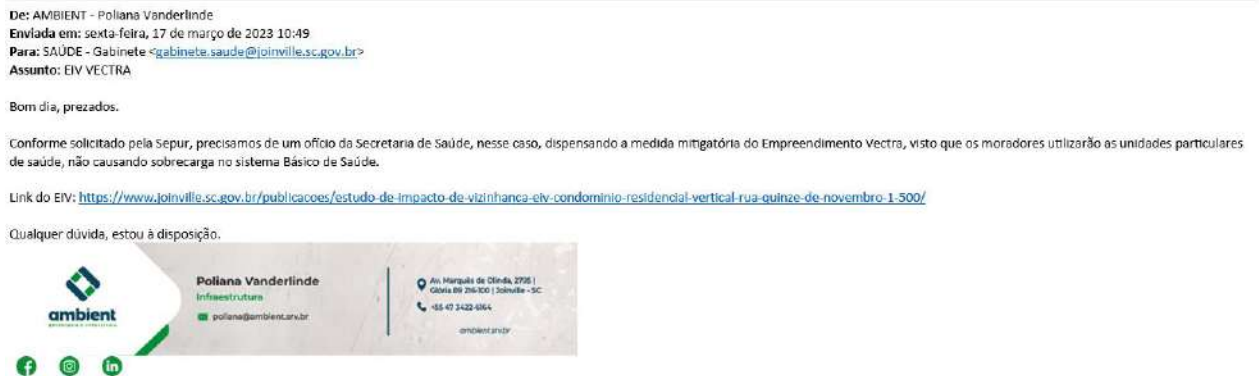 De: AMBIENT - Poliana Vanderlinde
Enviada em: sexta-feira, 17 de março de 2023 10:49
Para: SAÚDE - Gabinete <gabinete.saude@joinville.sc.gov.br>
Assunto: EIV VECTRA
Bom dia, prezados.
Conforme solicitado pela Sepur, precisamos de um ofício da Secretaria de Saúde, nesse caso, dispensando a medida mitigatória do Empreendimento Vectra, visto que os moradores utilizarão as unidades particulares
de saúde, não causando sobrecarga no sistema Básico de Saúde.
Link do EIV: https://www.joinville.sc.gov.br/publicacoes/estudo-de-impacto-de-vizinhanca-eiv-condominio-residencial-vertical-rua-quinze-de-novembro-1-500/
Qualquer dúvida, estou à disposição.
ambient
Poliana Vanderlinde
Infraestrutura
poliana@ambient.srv.br
Av. Marquês de Olinda, 2795 |
Glória 89 216-100 | Joinville - SC
+55 47 3422-6164
ambient.srv.br